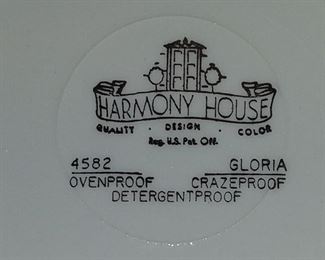 HARMONY HOUSE
QUALITY · DESIGN · COLOR
Reg. U.S. Pat. Off.
4582 GLORIA
OVENPROOF CRAZEPROOF
DETERGENTPROOF